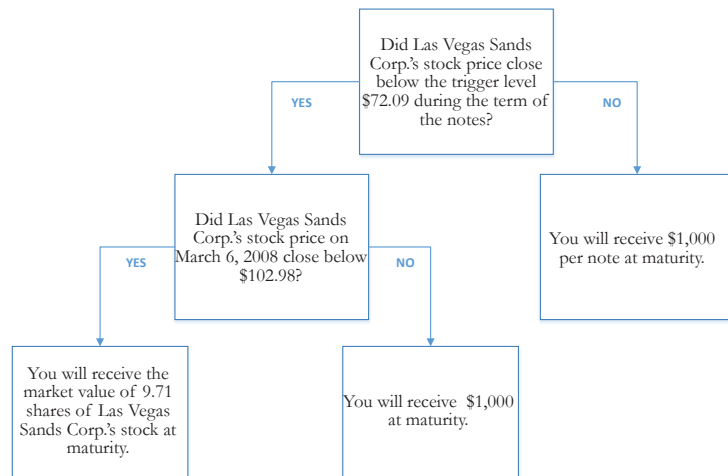 Did Las Vegas Sands
Corp.'s stock price close
below the trigger level
$72.09 during the term of
the notes?
YES
NO
Did Las Vegas Sands
Corp.'s stock price on
March 6, 2008 close below
$102.98?
You will receive $1,000
per note at maturity.
YES
NO
You will receive the
market value of 9.71
shares of Las Vegas
Sands Corp.'s stock at
maturity.
You will receive $1,000
at maturity.